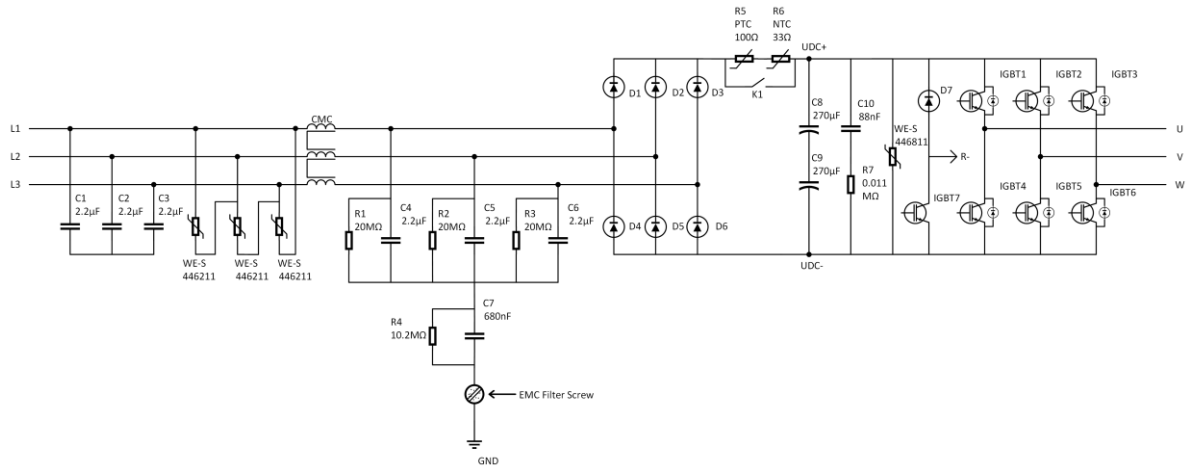 R5
PTC
100Ω
R6
NTC
33Ω
UDC+
K1
D1
D2
D3
C8
270µF
C10
88nF
D7
IGBT1
IGBT2
IGBT3
L1
CMC
WE-S
446811
U
L2
R-
V
L3
C9
270µF
R7
0.011
MΩ
W
C1
2.2µF
C2
2.2µF
C3
2.2µF
R1
20MΩ
C4
2.2µF
R2
20MΩ
C5
2.2µF
R3
20MΩ
C6
2.2µF
D4
D5
D6
IGBT7
IGBT4
IGBT5
IGBT6
WE-S
446211
WE-S
446211
WE-S
446211
UDC-
C7
680nF
R4
10.2MΩ
EMC Filter Screw
GND